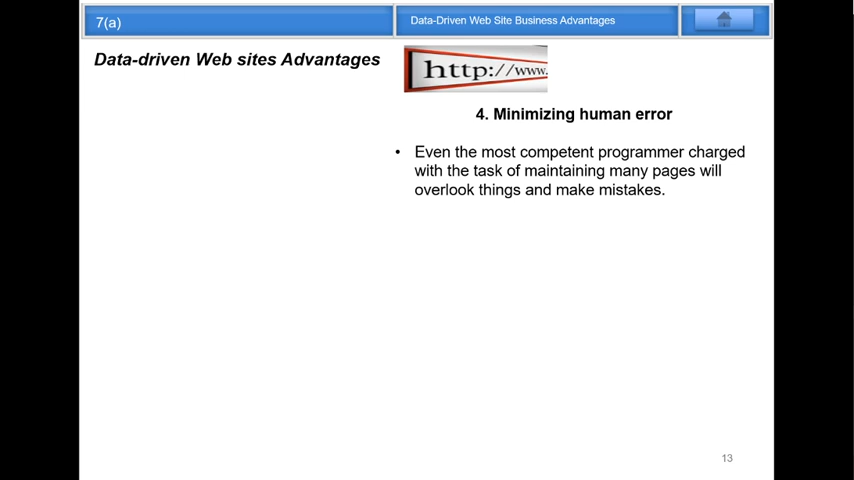 7(a)
Data-Driven Web Site Business Advantages
Data-driven Web sites Advantages
http://www.
4. Minimizing human error
• Even the most competent programmer charged
with the task of maintaining many pages will
overlook things and make mistakes.
13